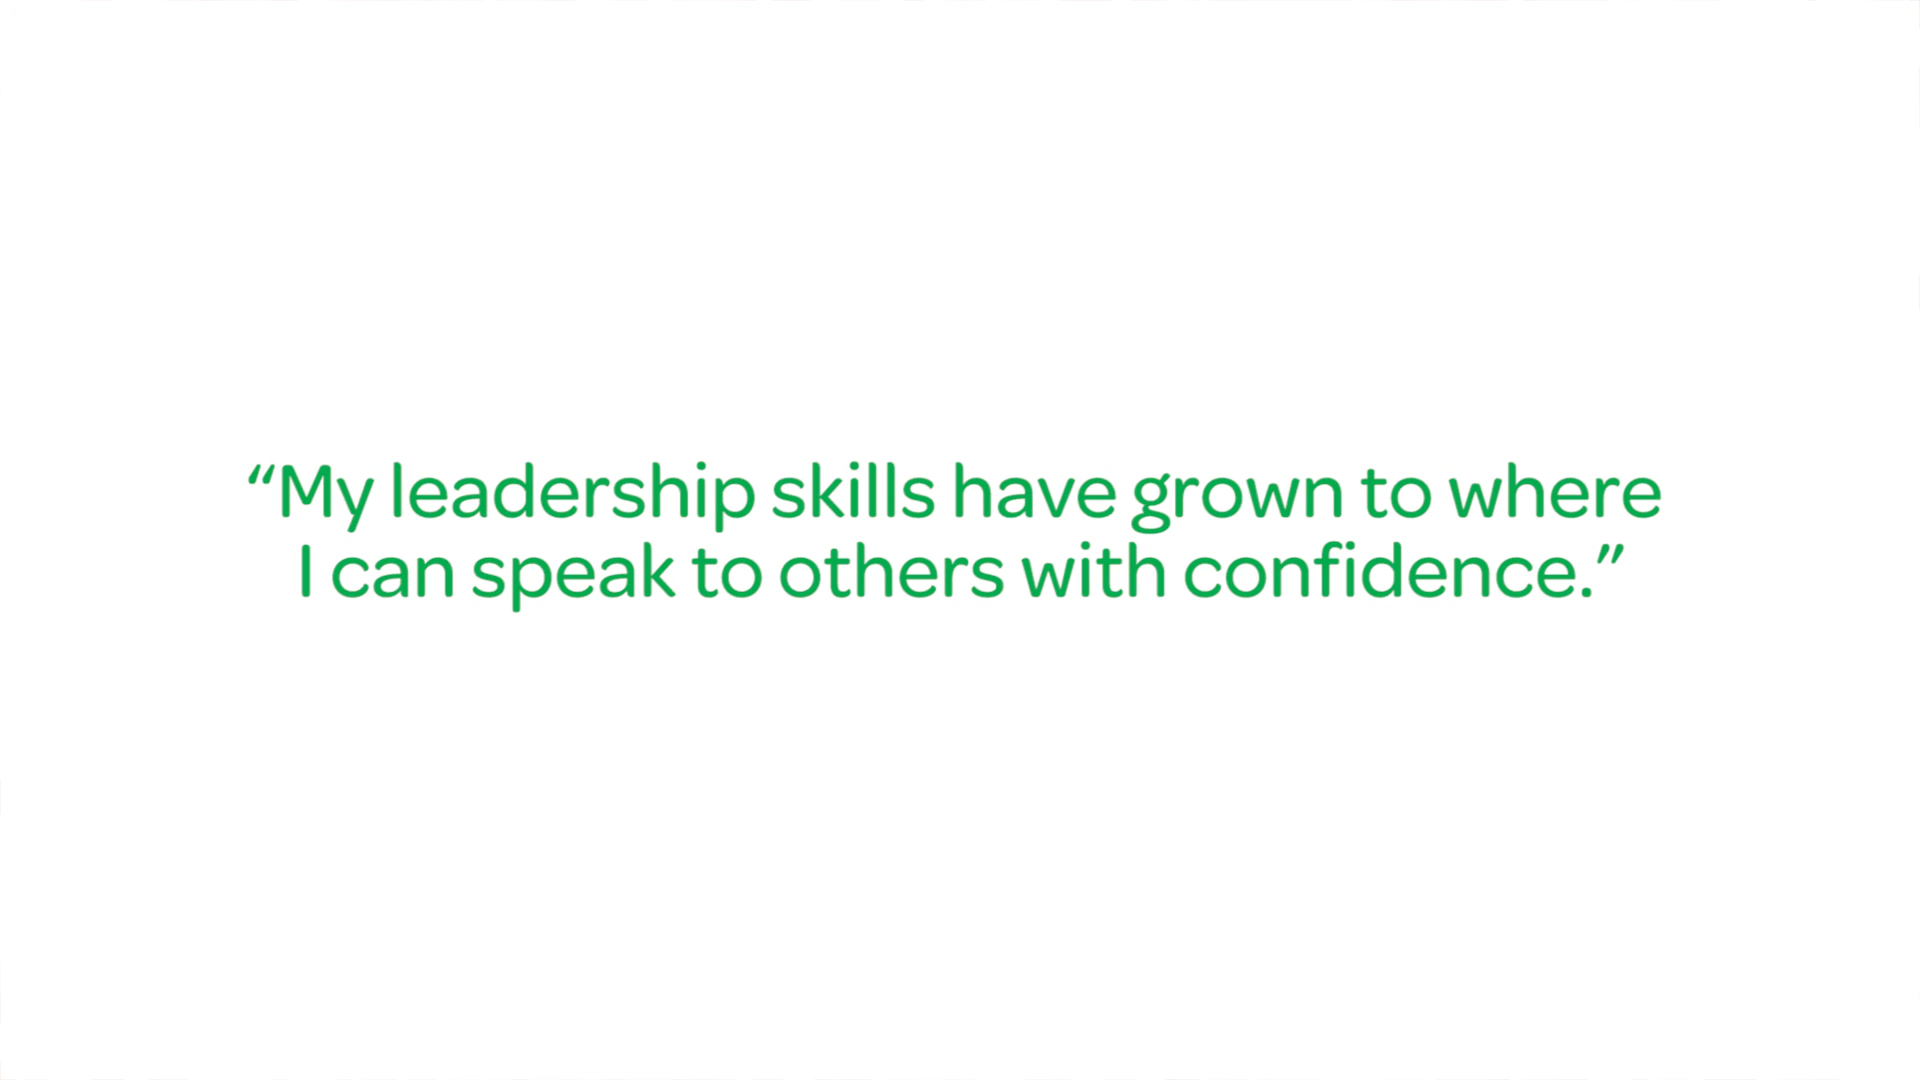 “My leadership skills have grown to where
I can speak to others with confidence.”